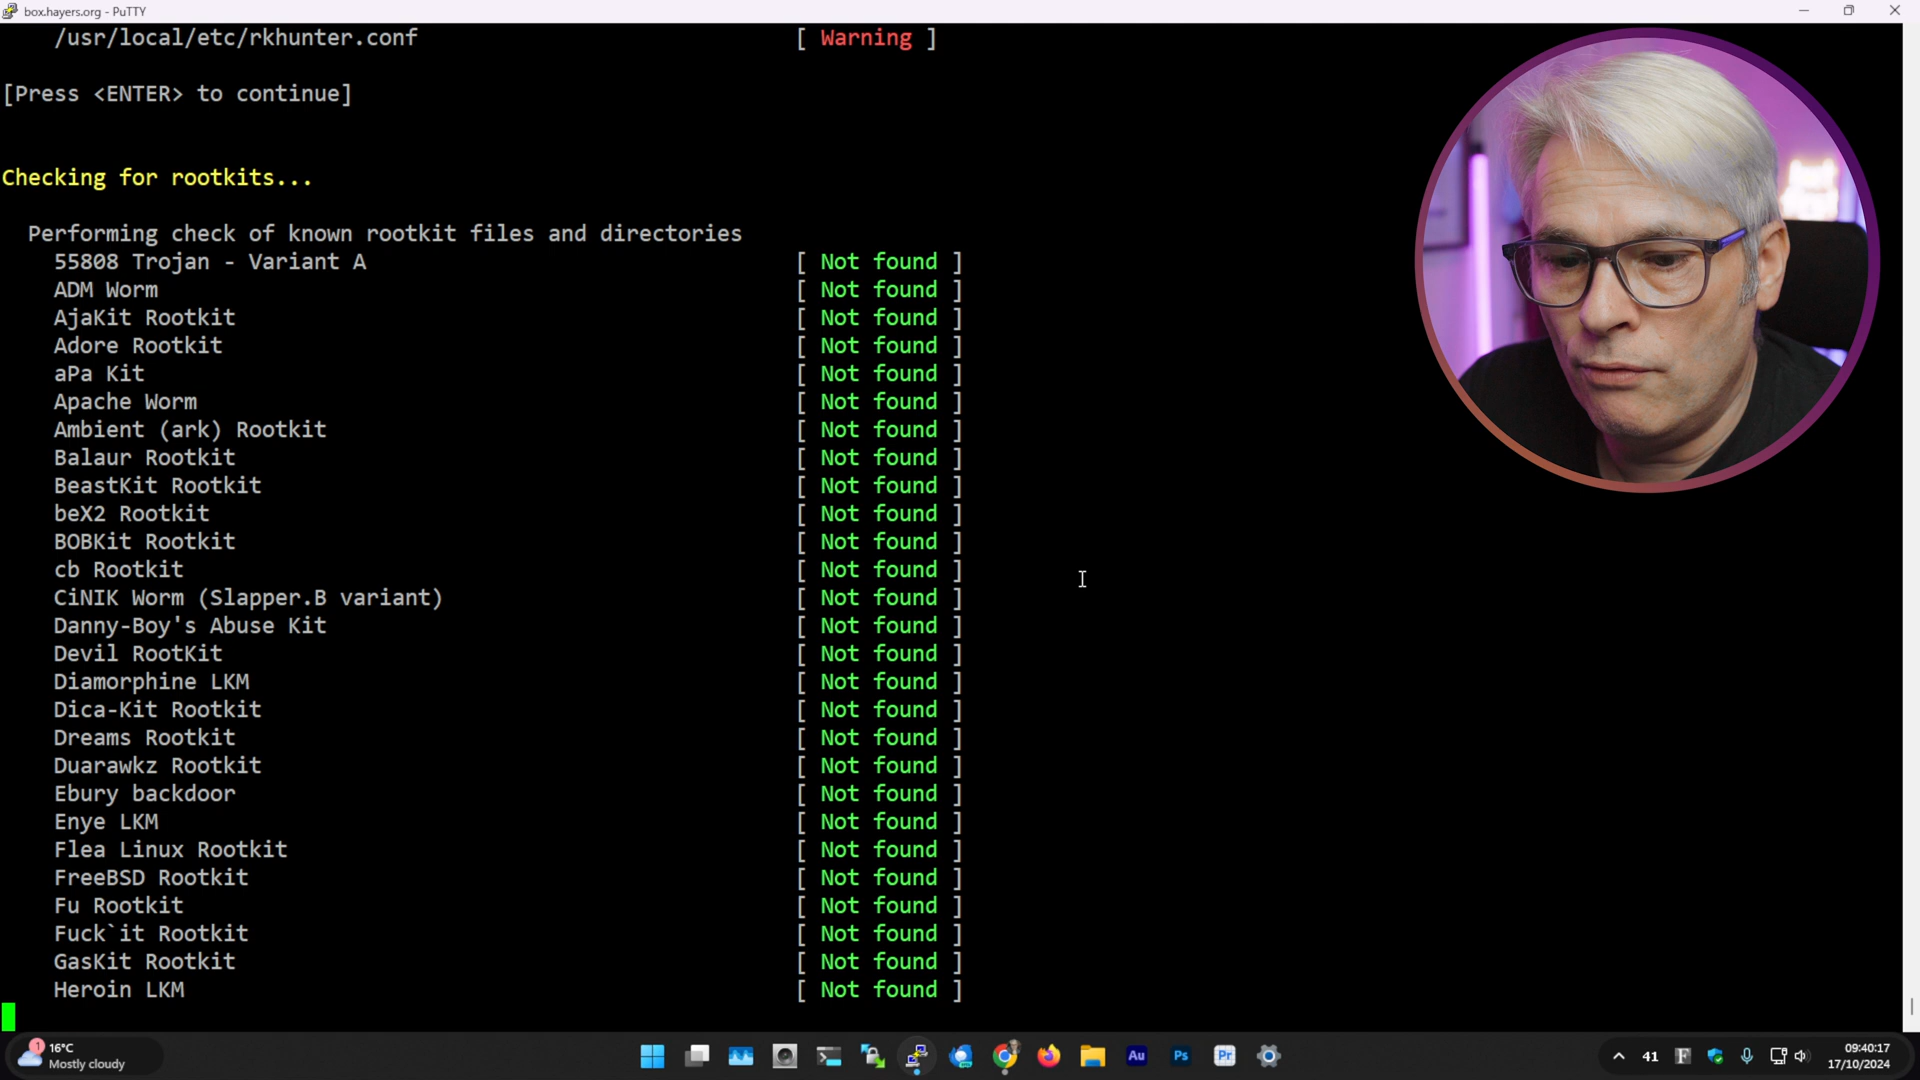 box.hayers.org - PuTTY
/usr/local/etc/rkhunter.conf [ Warning ]
[Press <ENTER> to continue]
Checking for rootkits...
Performing check of known rootkit files and directories
55808 Trojan - Variant A [ Not found ]
ADM Worm [ Not found ]
AjaKit Rootkit [ Not found ]
Adore Rootkit [ Not found ]
aPa Kit [ Not found ]
Apache Worm [ Not found ]
Ambient (ark) Rootkit [ Not found ]
Balaur Rootkit [ Not found ]
BeastKit Rootkit [ Not found ]
beX2 Rootkit [ Not found ]
BOBKit Rootkit [ Not found ]
cb Rootkit [ Not found ]
CiNIK Worm (Slapper.B variant) [ Not found ]
Danny-Boy's Abuse Kit [ Not found ]
Devil RootKit [ Not found ]
Diamorphine LKM [ Not found ]
Dica-Kit Rootkit [ Not found ]
Dreams Rootkit [ Not found ]
Duarawkz Rootkit [ Not found ]
Ebury backdoor [ Not found ]
Enye LKM [ Not found ]
Flea Linux Rootkit [ Not found ]
FreeBSD Rootkit [ Not found ]
Fu Rootkit [ Not found ]
Fuck`it Rootkit [ Not found ]
GasKit Rootkit [ Not found ]
Heroin LKM [ Not found ]
1 16°C
Mostly cloudy
Au Ps Pr
41 F
09:40:17
17/10/2024